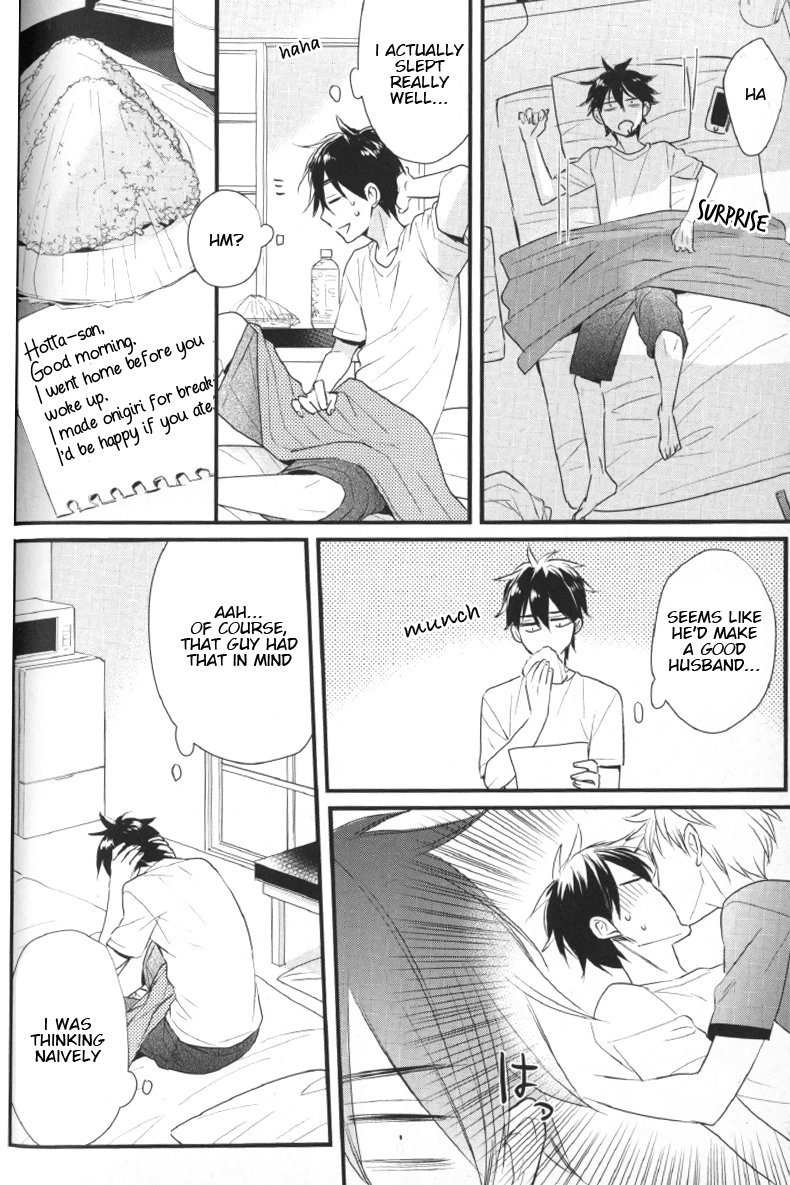 HA
SURPRISE
I ACTUALLY
SLEPT
REALLY
WELL...
haha
HM?
Hotta-san,
Good morning.
I went home before you
woke up.
I made onigiri for break-
I'd be happy if you ate
SEEMS LIKE
HE'D MAKE
A GOOD
HUSBAND...
munch
はっ
AAH...
OF COURSE,
THAT GUY HAD
THAT IN MIND
I WAS
THINKING
NAIVELY